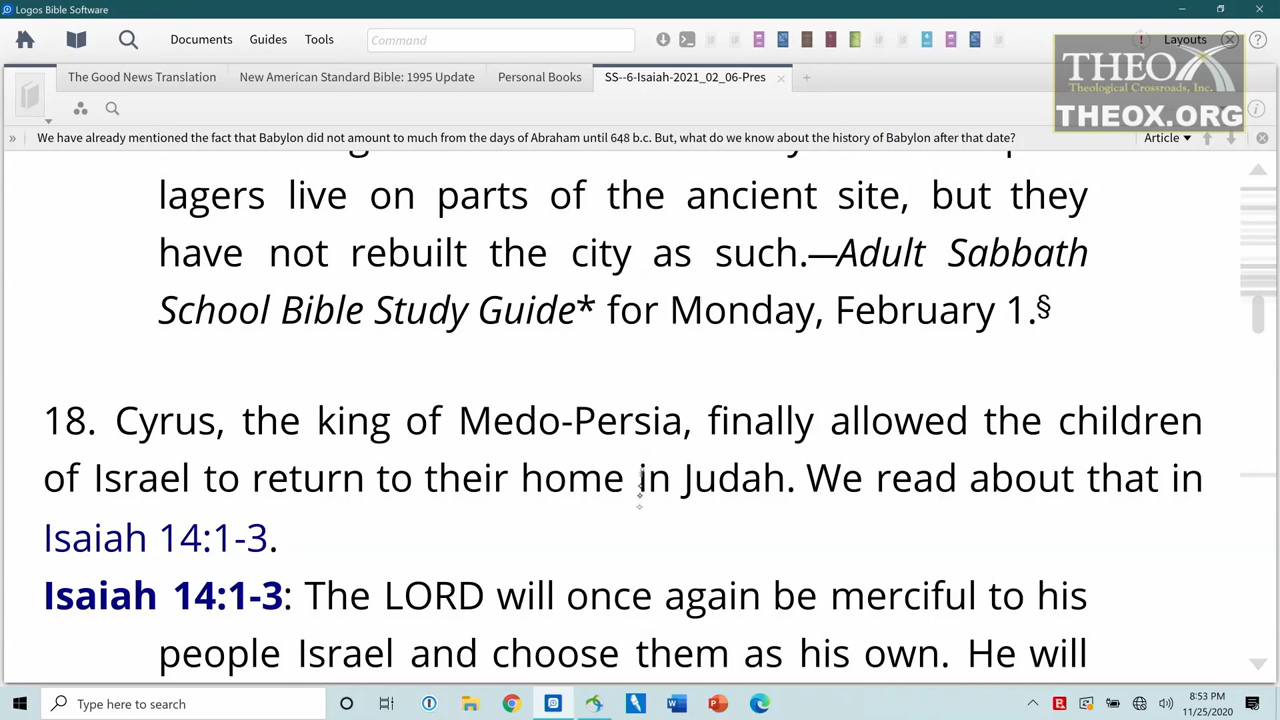 Logos Bible Software
Documents Guides Tools Command Layouts
THEOX
Theological Crossroads, Inc.
THEOX.ORG
The Good News Translation New American Standard Bible: 1995 Update Personal Books SS--6-Isaiah-2021_02_06-Pres
We have already mentioned the fact that Babylon did not amount to much from the days of Abraham until 648 b.c. But, what do we know about the history of Babylon after that date? Article
lagers live on parts of the ancient site, but they
have not rebuilt the city as such.—Adult Sabbath
School Bible Study Guide* for Monday, February 1.§
18. Cyrus, the king of Medo-Persia, finally allowed the children
of Israel to return to their home in Judah. We read about that in
Isaiah 14:1-3.
Isaiah 14:1-3: The LORD will once again be merciful to his
people Israel and choose them as his own. He will
Type here to search
8:53 PM
11/25/2020